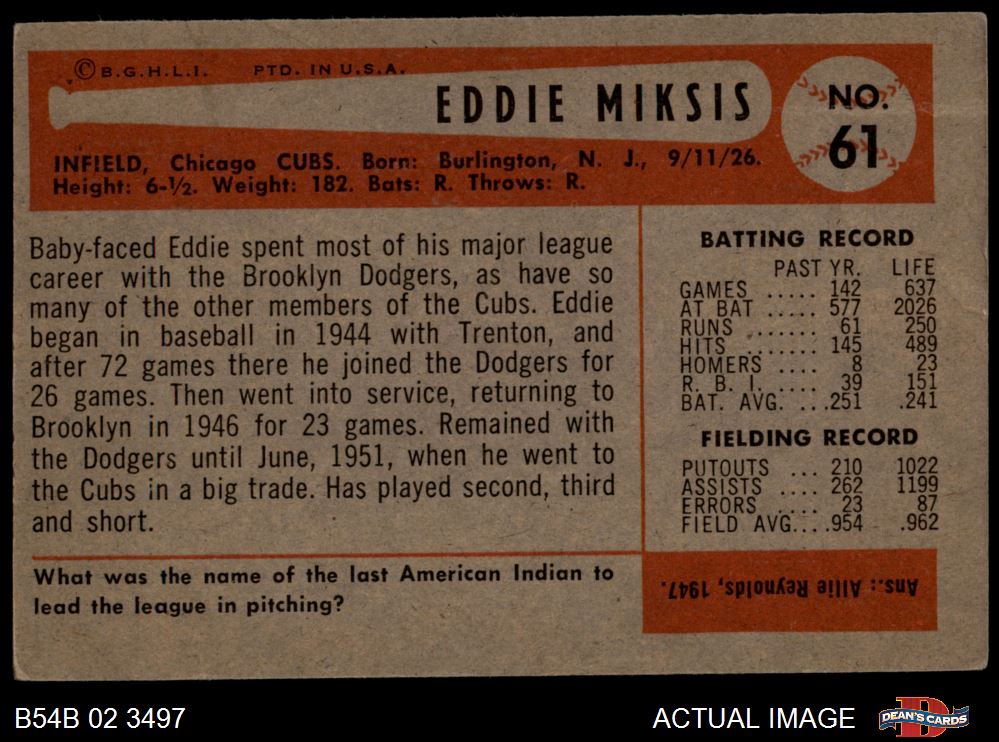 © B.G.H.L.I. PTD. IN U.S.A.
EDDIE MIKSIS
NO.
61
INFIELD, Chicago CUBS. Born: Burlington, N. J., 9/11/26.
Height: 6-½. Weight: 182. Bats: R. Throws: R.
Baby-faced Eddie spent most of his major league
career with the Brooklyn Dodgers, as have so
many of the other members of the Cubs. Eddie
began in baseball in 1944 with Trenton, and
after 72 games there he joined the Dodgers for
26 games. Then went into service, returning to
Brooklyn in 1946 for 23 games. Remained with
the Dodgers until June, 1951, when he went to
the Cubs in a big trade. Has played second, third
and short.
What was the name of the last American Indian to
lead the league in pitching?
BATTING RECORD
PAST YR. LIFE
GAMES ..... 142 637
AT BAT ..... 577 2026
RUNS ....... 61 250
HITS ........ 145 489
HOMERS .... 8 23
R. B. I. .... 39 151
BAT. AVG. ...251 .241
FIELDING RECORD
PUTOUTS ... 210 1022
ASSISTS .... 262 1199
ERRORS .... 23 87
FIELD AVG....954 .962
Ans.: Allie Reynolds, 1947.
B54B 02 3497
ACTUAL IMAGE
D
DEAN'S CARDS